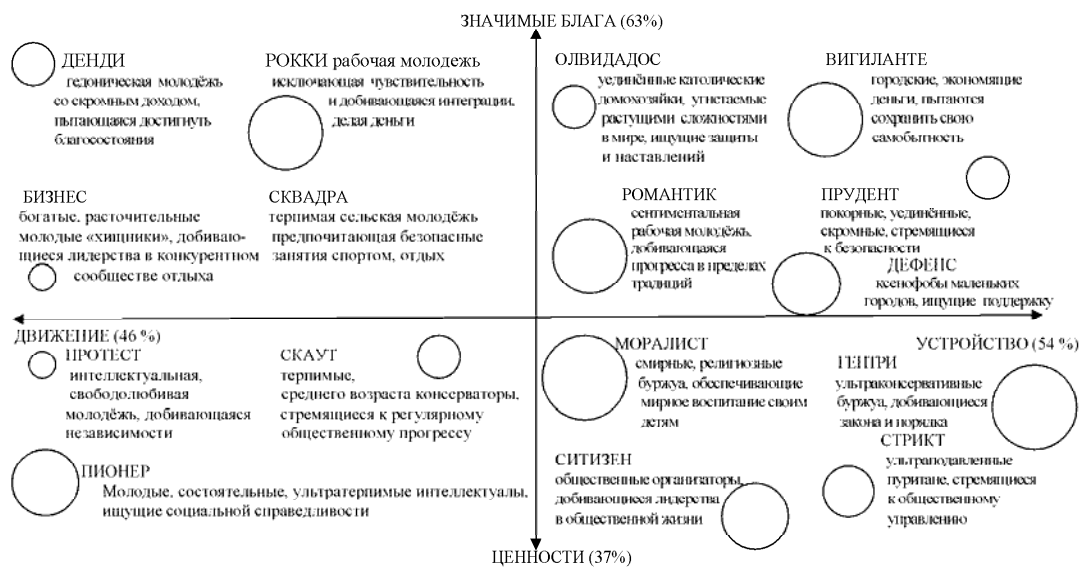 ЗНАЧИМЫЕ БЛАГА (63%)
ДЕНДИ
гедоническая молодёжь
со скромным доходом,
пытающаяся достигнуть
благосостояния
РОККИ рабочая молодежь
исключающая чувствительность
и добивающаяся интеграции,
делая деньги
ОЛВИДАДОС
уединённые католические
домохозяйки, угнетаемые
растущими сложностями
в мире, ищущие защиты
и наставлений
ВИГИЛАНТЕ
городские, экономящие
деньги, пытаются
сохранить свою
самобытность
БИЗНЕС
богатые, расточительные
молодые «хищники», добиваю-
щиеся лидерства в конкурентном
сообществе отдыха
СКВАДРА
терпимая сельская молодёжь
предпочитающая безопасные
занятия спортом, отдых
РОМАНТИК
сентиментальная
рабочая молодёжь,
добивающаяся
прогресса в пределах
традиций
ПРУДЕНТ
покорные, уединённые,
скромные, стремящиеся
к безопасности
ДЕФЕНС
ксенофобы маленьких
городов, ищущие поддержку
ДВИЖЕНИЕ (46 %)
УСТРОЙСТВО (54 %)
ПРОТЕСТ
интеллектуальная,
свободолюбивая
молодёжь, добивающаяся
независимости
СКАУТ
терпимые,
среднего возраста консерваторы,
стремящиеся к регулярному
общественному прогрессу
МОРАЛИСТ
смирные, религиозные
буржуа, обеспечивающие
мирное воспитание своим
детям
ГЕНТРИ
ультраконсервативные
буржуа, добивающиеся
закона и порядка
ПИОНЕР
Молодые, состоятельные, ультратерпимые интеллектуалы,
ищущие социальной справедливости
СИТИЗЕН
общественные организаторы,
добивающиеся лидерства
в общественной жизни
СТРИКТ
ультраподавленные
пуритане, стремящиеся
к общественному
управлению
ЦЕННОСТИ (37%)